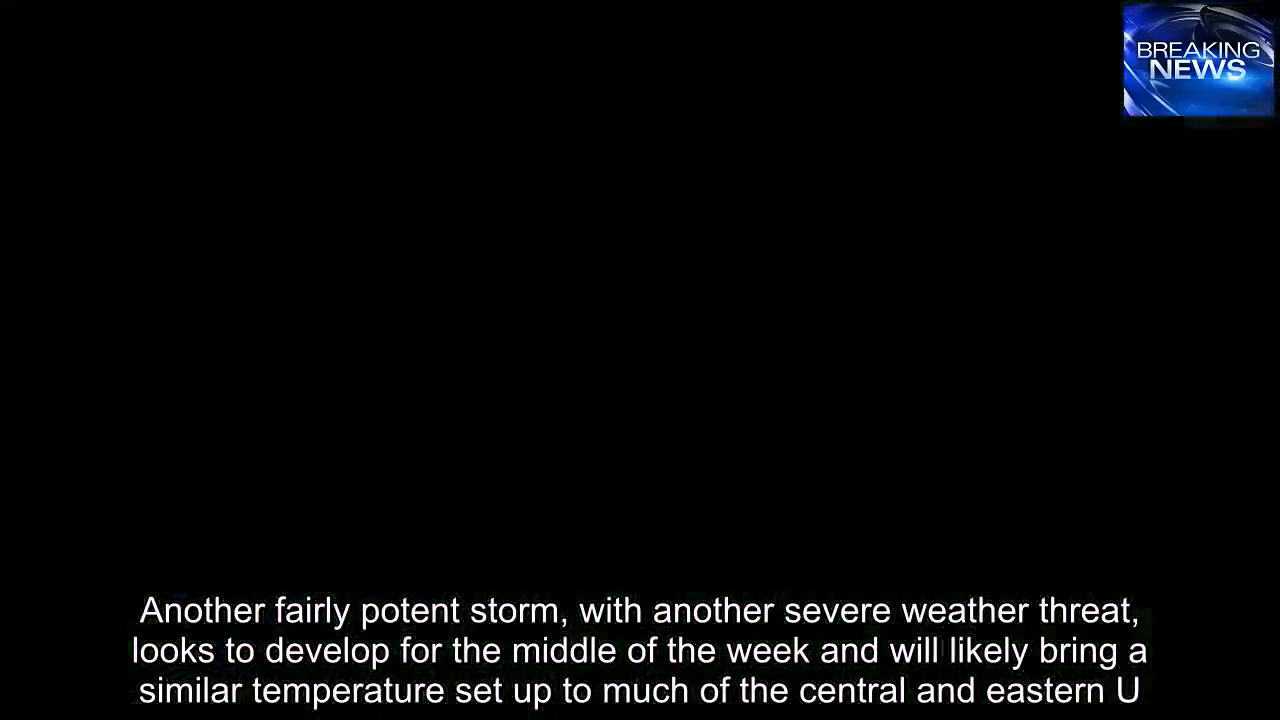 BREAKING
NEWS
Another fairly potent storm, with another severe weather threat,
looks to develop for the middle of the week and will likely bring a
similar temperature set up to much of the central and eastern U